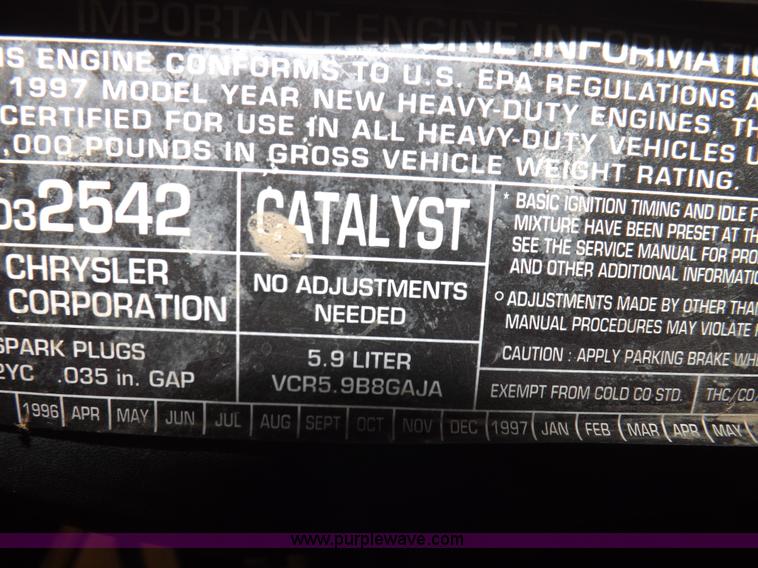 IMPORTANT ENGINE INFORMATI
IS ENGINE CONFORMS TO U.S. EPA REGULATIONS A
1997 MODEL YEAR NEW HEAVY-DUTY ENGINES. TH
CERTIFIED FOR USE IN ALL HEAVY-DUTY VEHICLES U
,000 POUNDS IN GROSS VEHICLE WEIGHT RATING.
032542
CHRYSLER
CORPORATION
SPARK PLUGS
2YC .035 in. GAP
CATALYST
NO ADJUSTMENTS
NEEDED
5.9 LITER
VCR5.9B8GAJA
* BASIC IGNITION TIMING AND IDLE F
MIXTURE HAVE BEEN PRESET AT TH
SEE THE SERVICE MANUAL FOR PRO
AND OTHER ADDITIONAL INFORMATIO
○ ADJUSTMENTS MADE BY OTHER THA
MANUAL PROCEDURES MAY VIOLATE
CAUTION : APPLY PARKING BRAKE WHE
EXEMPT FROM COLD CO STD. THC/CO/
1996 APR MAY JUN JUL AUG SEPT OCT NOV DEC 1997 JAN FEB MAR APR MAY
www.purplewave.com